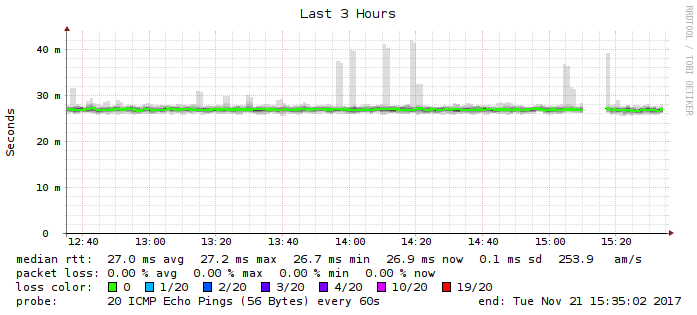 Last 3 Hours
RRDTOOL / TOBI OETIKER
Seconds
40 m
30 m
20 m
10 m
0
12:40 13:00 13:20 13:40 14:00 14:20 14:40 15:00 15:20
median rtt: 27.0 ms avg 27.2 ms max 26.7 ms min 26.9 ms now 0.1 ms sd 253.9 am/s
packet loss: 0.00 % avg 0.00 % max 0.00 % min 0.00 % now
loss color: 0 1/20 2/20 3/20 4/20 10/20 19/20
probe: 20 ICMP Echo Pings (56 Bytes) every 60s end: Tue Nov 21 15:35:02 2017